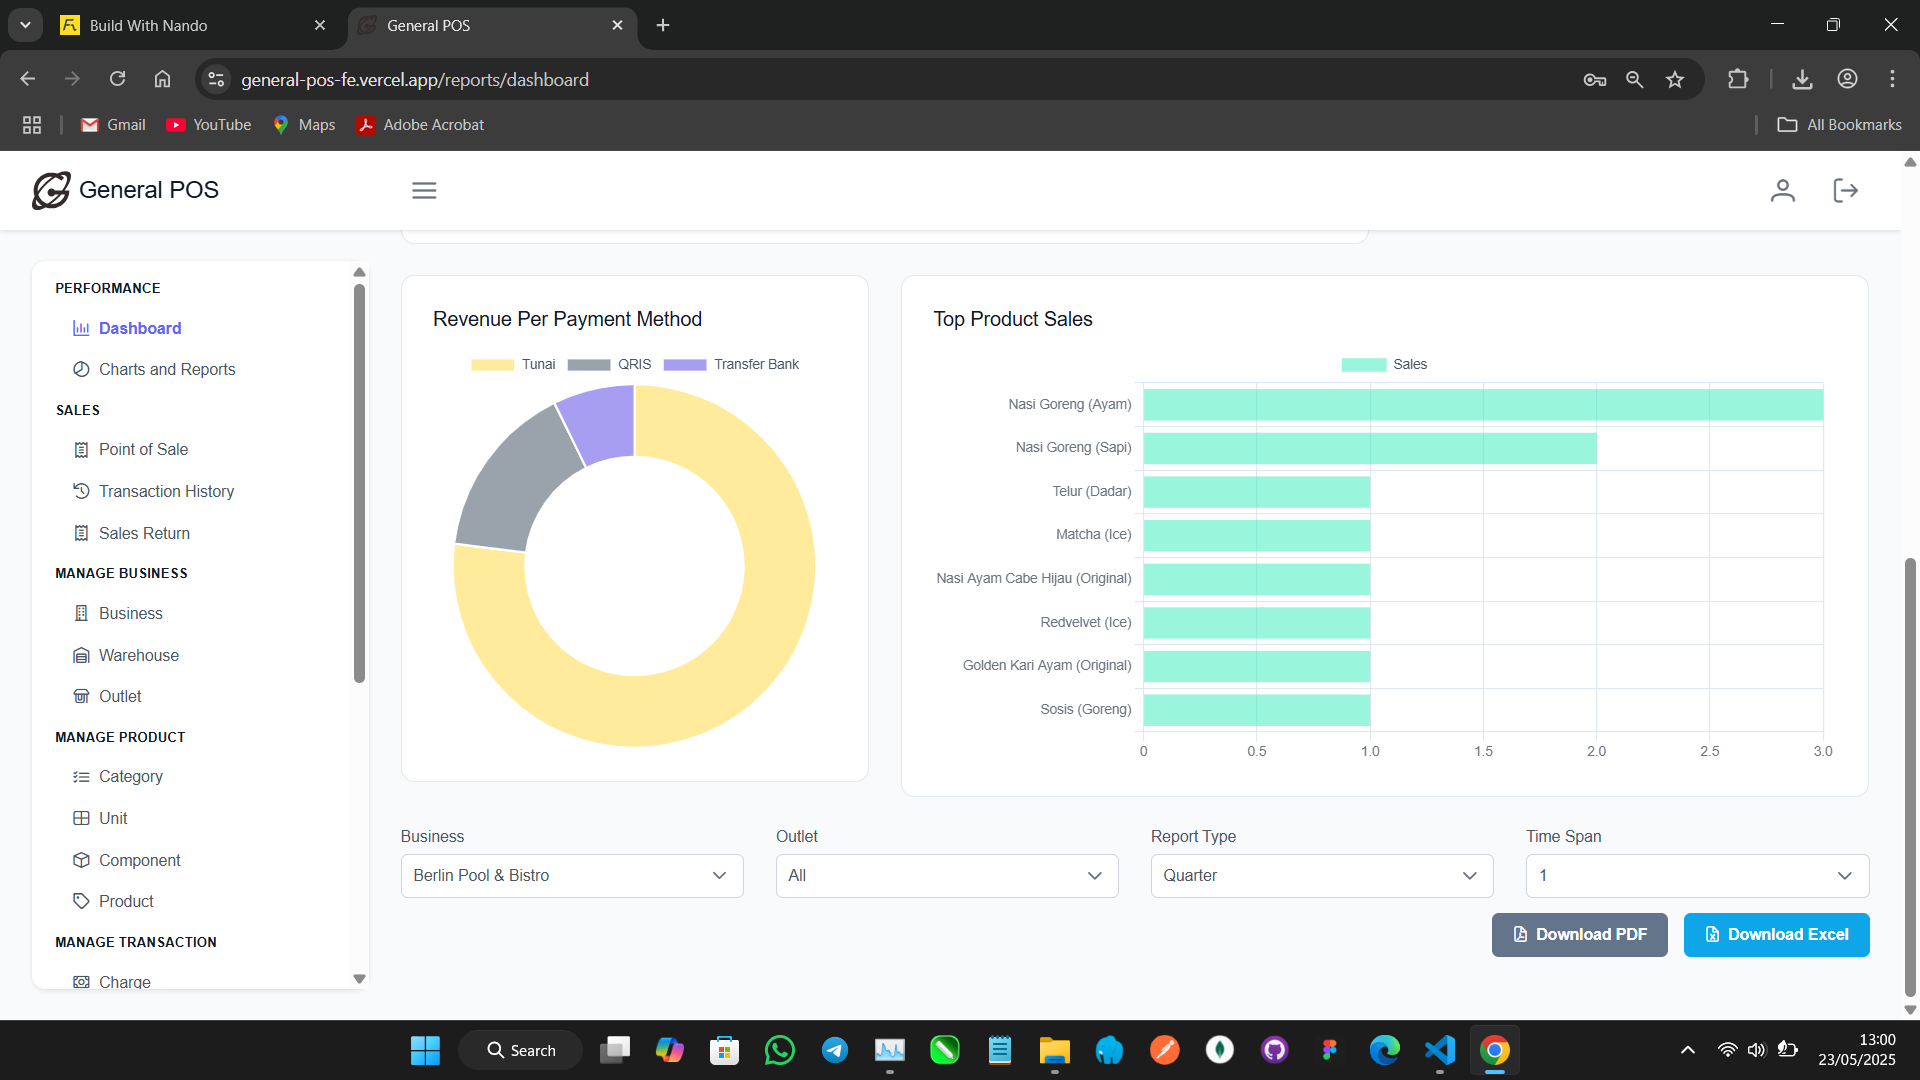 Build With Nando
General POS
general-pos-fe.vercel.app/reports/dashboard
Gmail
YouTube
Maps
Adobe Acrobat
All Bookmarks
General POS
PERFORMANCE
Dashboard
Charts and Reports
SALES
Point of Sale
Transaction History
Sales Return
MANAGE BUSINESS
Business
Warehouse
Outlet
MANAGE PRODUCT
Category
Unit
Component
Product
MANAGE TRANSACTION
Charge
Revenue Per Payment Method
Tunai
QRIS
Transfer Bank
Top Product Sales
Sales
Nasi Goreng (Ayam)
Nasi Goreng (Sapi)
Telur (Dadar)
Matcha (Ice)
Nasi Ayam Cabe Hijau (Original)
Redvelvet (Ice)
Golden Kari Ayam (Original)
Sosis (Goreng)
0 0.5 1.0 1.5 2.0 2.5 3.0
Business
Berlin Pool & Bistro
Outlet
All
Report Type
Quarter
Time Span
1
Download PDF
Download Excel
Search
13:00
23/05/2025